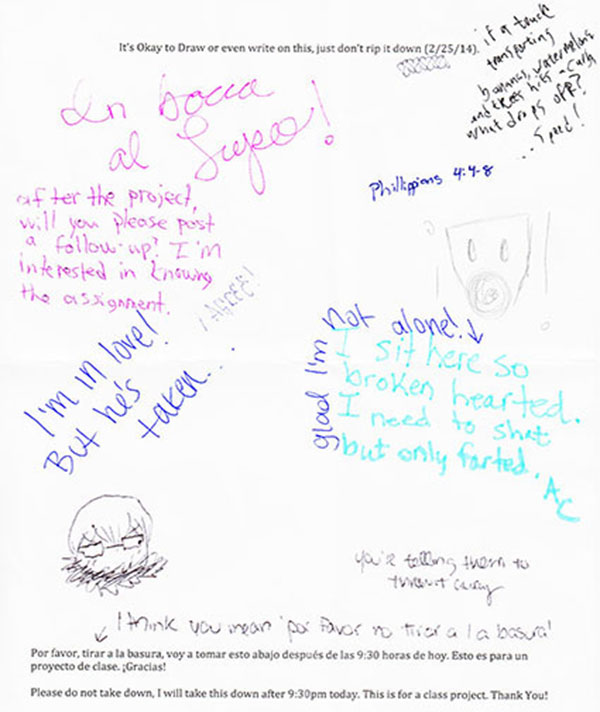 It's Okay to Draw or even write on this, just don't rip it down (2/25/14).
if a truck
transporting
bananas, watermelons
and hits a curb
what drops off?
... Speed!
In bocca
al Lupo!
Phillippians 4:4-8
after the project,
will you please post
a follow-up? I'm
interested in knowing
the assignment.
I AGREE!
I'm in love!
But he's
taken...
glad I'm not alone!
I sit here so
broken hearted.
I need to shit
but only farted.
AC
you're telling them to
throw it away
I think you mean 'por favor no tirar a la basura'
Por favor, tirar a la basura, voy a tomar esto abajo después de las 9:30 horas de hoy. Esto es para un
proyecto de clase. ¡Gracias!
Please do not take down, I will take this down after 9:30pm today. This is for a class project. Thank You!